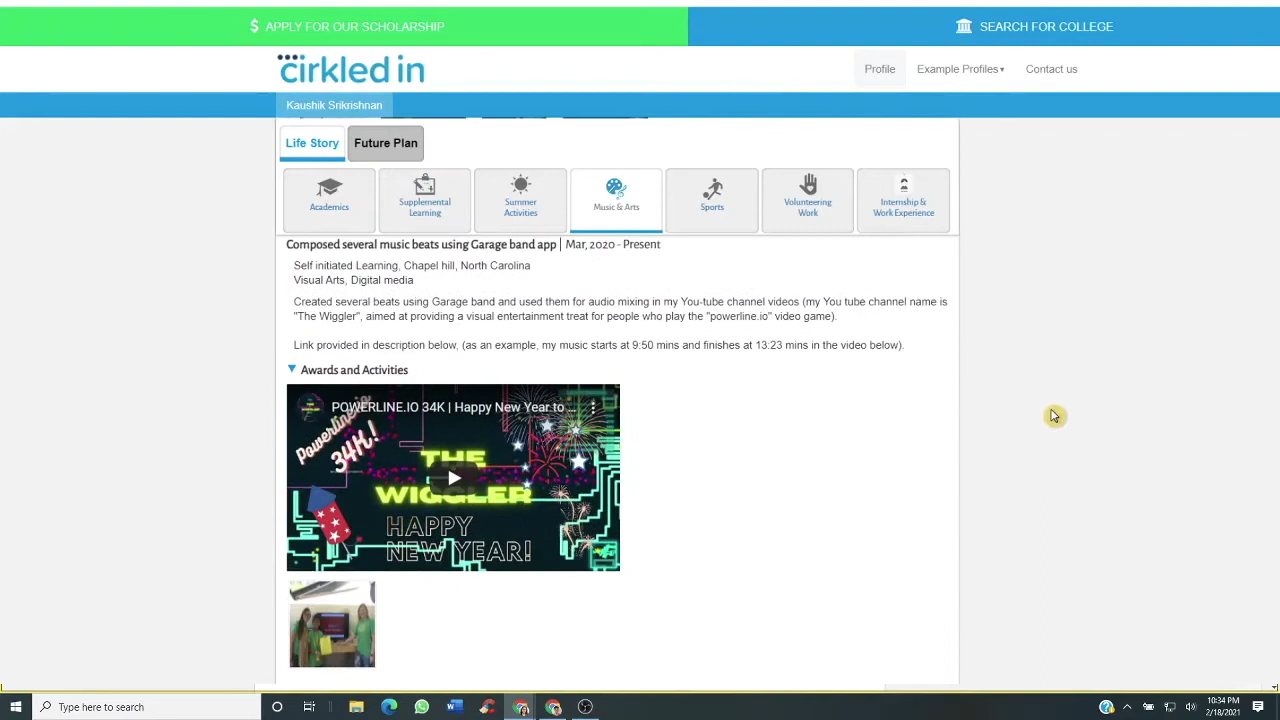 $ APPLY FOR OUR SCHOLARSHIP
SEARCH FOR COLLEGE
cirkled in
Profile
Example Profiles
Contact us
Kaushik Srikrishnan
Life Story
Future Plan
Academics
Supplemental
Learning
Summer
Activities
Music & Arts
Sports
Volunteering
Work
Internship &
Work Experience
Composed several music beats using Garage band app | Mar, 2020 - Present
Self initiated Learning, Chapel hill, North Carolina
Visual Arts, Digital media
Created several beats using Garage band and used them for audio mixing in my You-tube channel videos (my You tube channel name is
"The Wiggler", aimed at providing a visual entertainment treat for people who play the "powerline.io" video game).
Link provided in description below, (as an example, my music starts at 9:50 mins and finishes at 13:23 mins in the video below).
Awards and Activities
POWERLINE.IO 34K | Happy New Year to ...
Powerline.io
34K!
THE
WIGGLER
HAPPY
NEW YEAR!
Type here to search
10:34 PM
2/18/2021